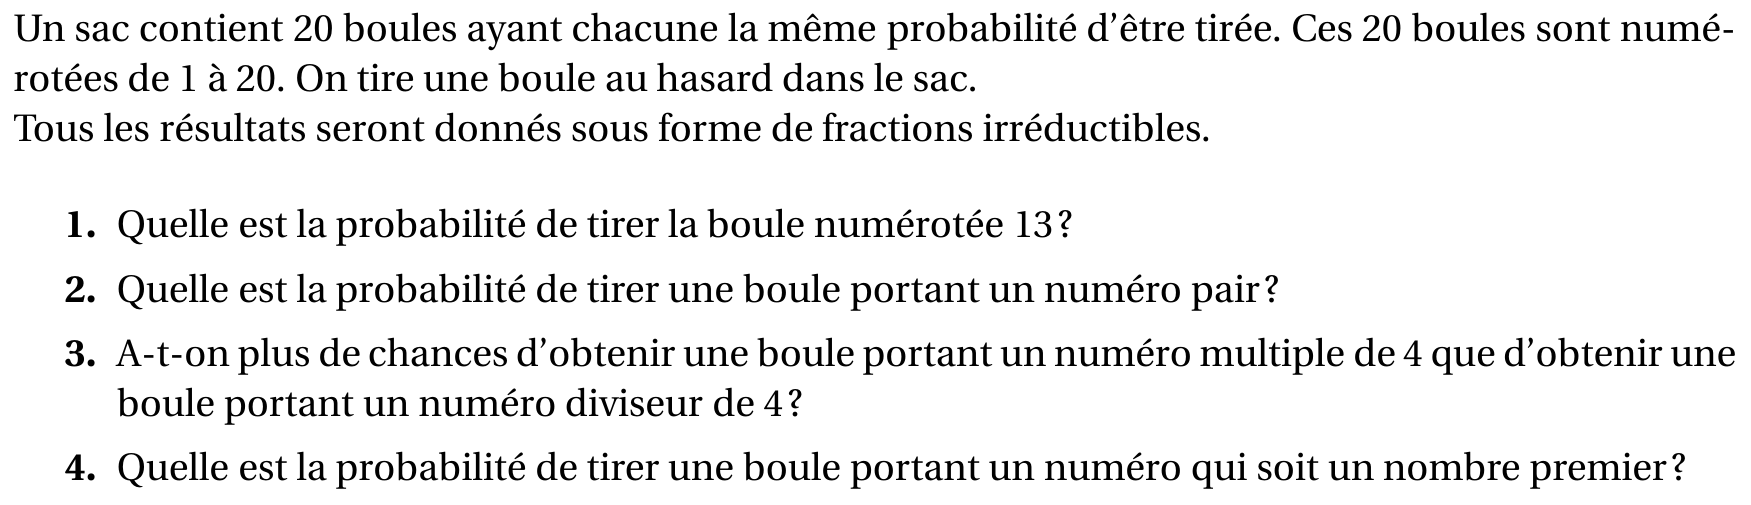 Un sac contient 20 boules ayant chacune la même probabilité d'être tirée. Ces 20 boules sont numé-
rotées de 1 à 20. On tire une boule au hasard dans le sac.
Tous les résultats seront donnés sous forme de fractions irréductibles.
1. Quelle est la probabilité de tirer la boule numérotée 13?
2. Quelle est la probabilité de tirer une boule portant un numéro pair?
3. A-t-on plus de chances d'obtenir une boule portant un numéro multiple de 4 que d'obtenir une
boule portant un numéro diviseur de 4?
4. Quelle est la probabilité de tirer une boule portant un numéro qui soit un nombre premier?